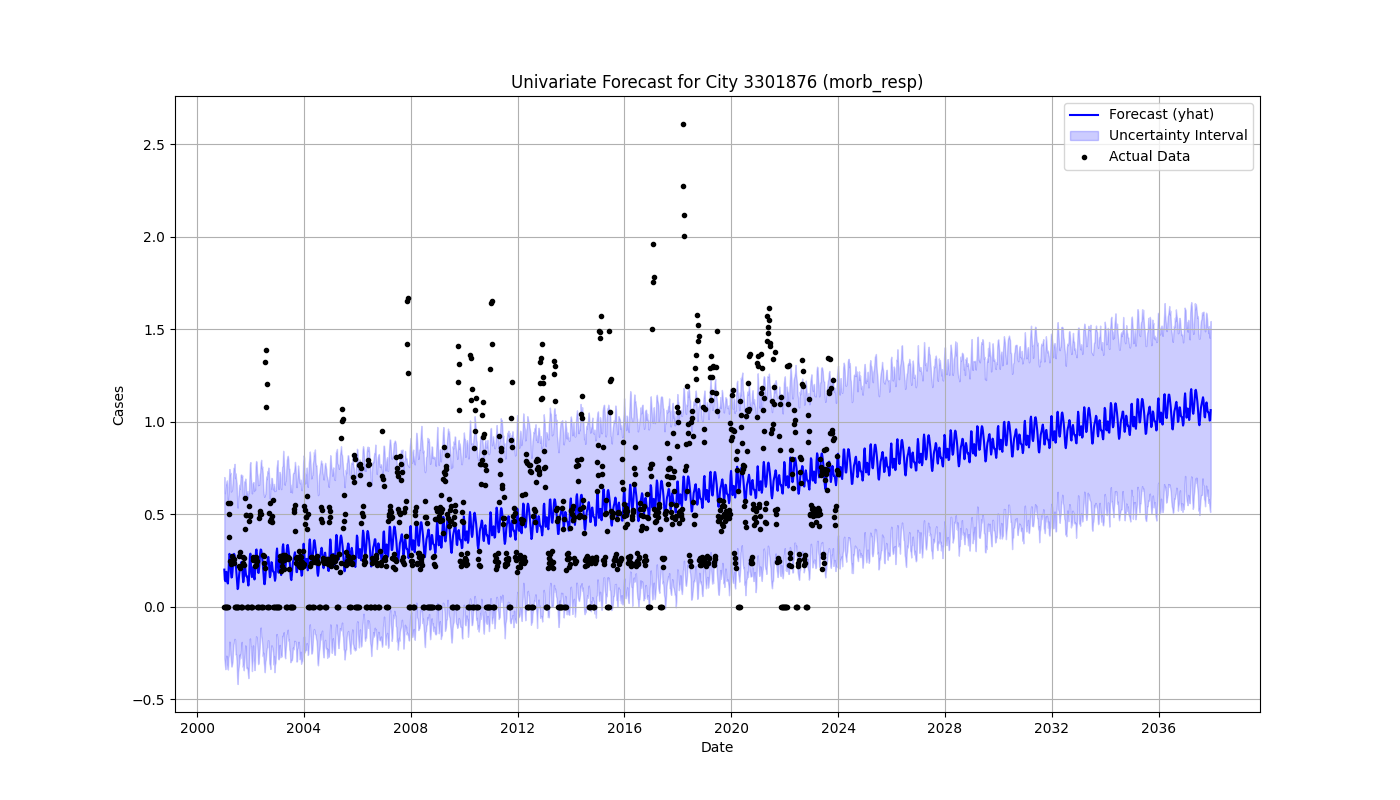 Univariate Forecast for City 3301876 (morb_resp)
Forecast (yhat)
Uncertainty Interval
Actual Data
Cases
2.5
2.0
1.5
1.0
0.5
0.0
−0.5
2000 2004 2008 2012 2016 2020 2024 2028 2032 2036
Date